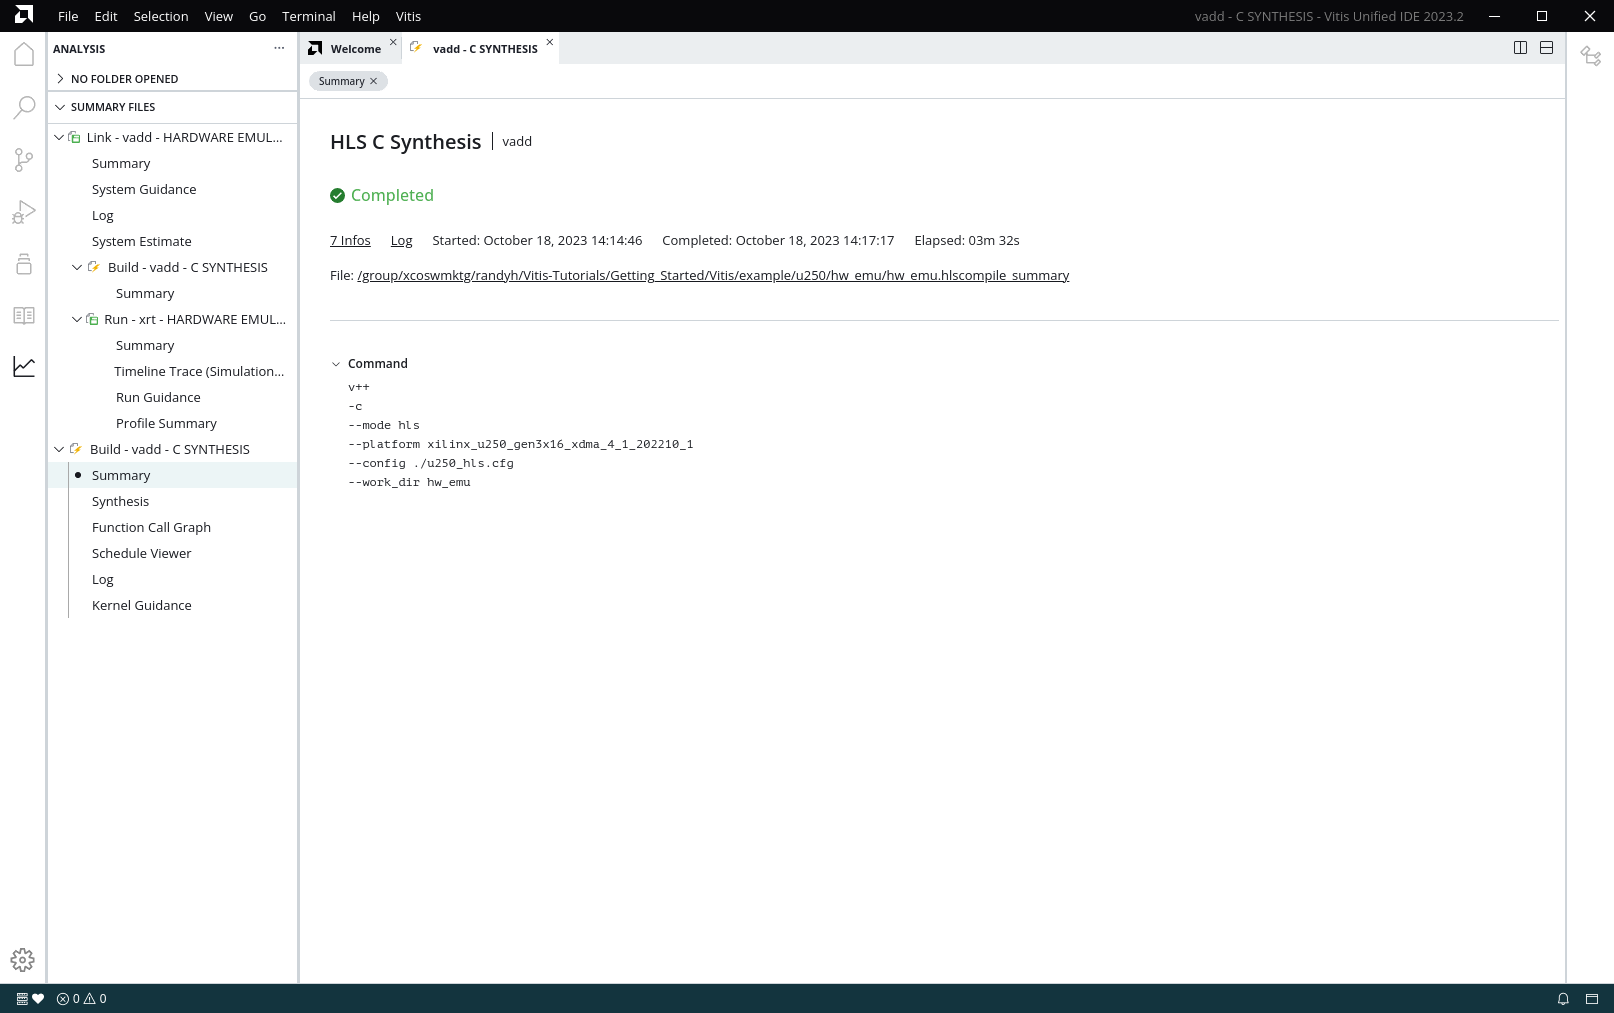 File Edit Selection View Go Terminal Help Vitis
vadd - C SYNTHESIS - Vitis Unified IDE 2023.2
ANALYSIS
NO FOLDER OPENED
SUMMARY FILES
Link - vadd - HARDWARE EMUL...
Summary
System Guidance
Log
System Estimate
Build - vadd - C SYNTHESIS
Summary
Run - xrt - HARDWARE EMUL...
Summary
Timeline Trace (Simulation...
Run Guidance
Profile Summary
Build - vadd - C SYNTHESIS
Summary
Synthesis
Function Call Graph
Schedule Viewer
Log
Kernel Guidance
Welcome
vadd - C SYNTHESIS
Summary
HLS C Synthesis | vadd
Completed
7 Infos Log Started: October 18, 2023 14:14:46 Completed: October 18, 2023 14:17:17 Elapsed: 03m 32s
File: /group/xcoswmktg/randyh/Vitis-Tutorials/Getting_Started/Vitis/example/u250/hw_emu/hw_emu.hlscompile_summary
Command
v++
-c
--mode hls
--platform xilinx_u250_gen3x16_xdma_4_1_202210_1
--config ./u250_hls.cfg
--work_dir hw_emu
0 0